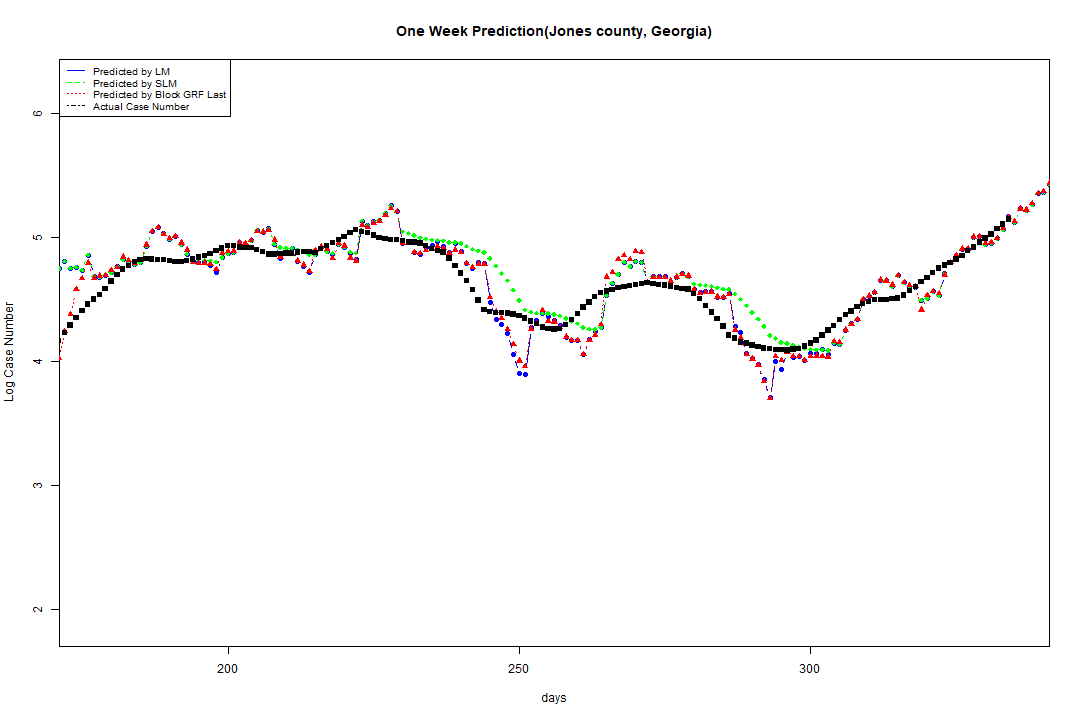 One Week Prediction(Jones county, Georgia)
Predicted by LM
Predicted by SLM
Predicted by Block GRF Last
Actual Case Number
6
5
4
3
2
Log Case Number
200
250
300
days